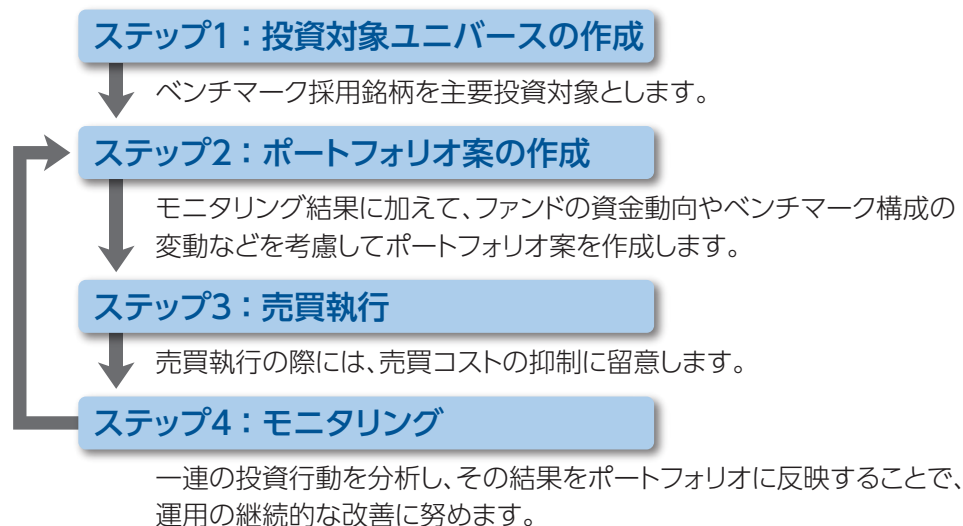 ステップ1：投資対象ユニバースの作成
ベンチマーク採用銘柄を主要投資対象とします。
ステップ2：ポートフォリオ案の作成
モニタリング結果に加えて、ファンドの資金動向やベンチマーク構成の
変動などを考慮してポートフォリオ案を作成します。
ステップ3：売買執行
売買執行の際には、売買コストの抑制に留意します。
ステップ4：モニタリング
一連の投資行動を分析し、その結果をポートフォリオに反映することで、
運用の継続的な改善に努めます。